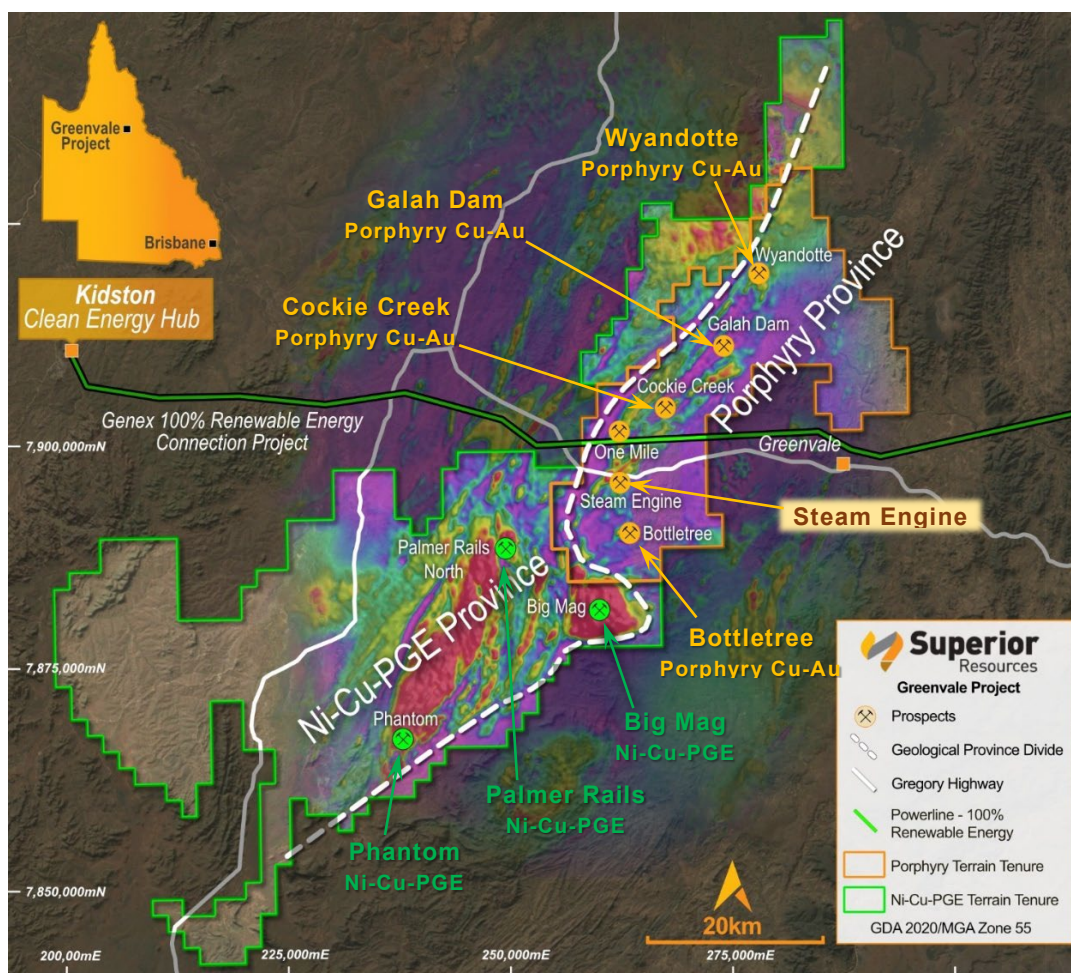 Greenvale
Project
Brisbane
Kidston
Clean Energy Hub
Wyandotte
Porphyry Cu-Au
Galah Dam
Porphyry Cu-Au
Cockie Creek
Porphyry Cu-Au
Wyandotte
Galah Dam
Cockie Creek
Porphyry Province
Genex 100% Renewable Energy
Connection Project
7,900,000mN
One Mile
Greenvale
Steam Engine
Steam Engine
Bottletree
Palmer Rails
North
Big Mag
Ni-Cu-PGE Province
Bottletree
Porphyry Cu-Au
7,875,000mN
Phantom
Big Mag
Ni-Cu-PGE
Palmer Rails
Ni-Cu-PGE
Phantom
Ni-Cu-PGE
7,850,000mN
20km
200,00mE
225,000mE
250,000mE
275,000mE
Superior
Resources
Greenvale Project
Prospects
Geological Province Divide
Gregory Highway
Powerline - 100%
Renewable Energy
Porphyry Terrain Tenure
Ni-Cu-PGE Terrain Tenure
GDA 2020/MGA Zone 55